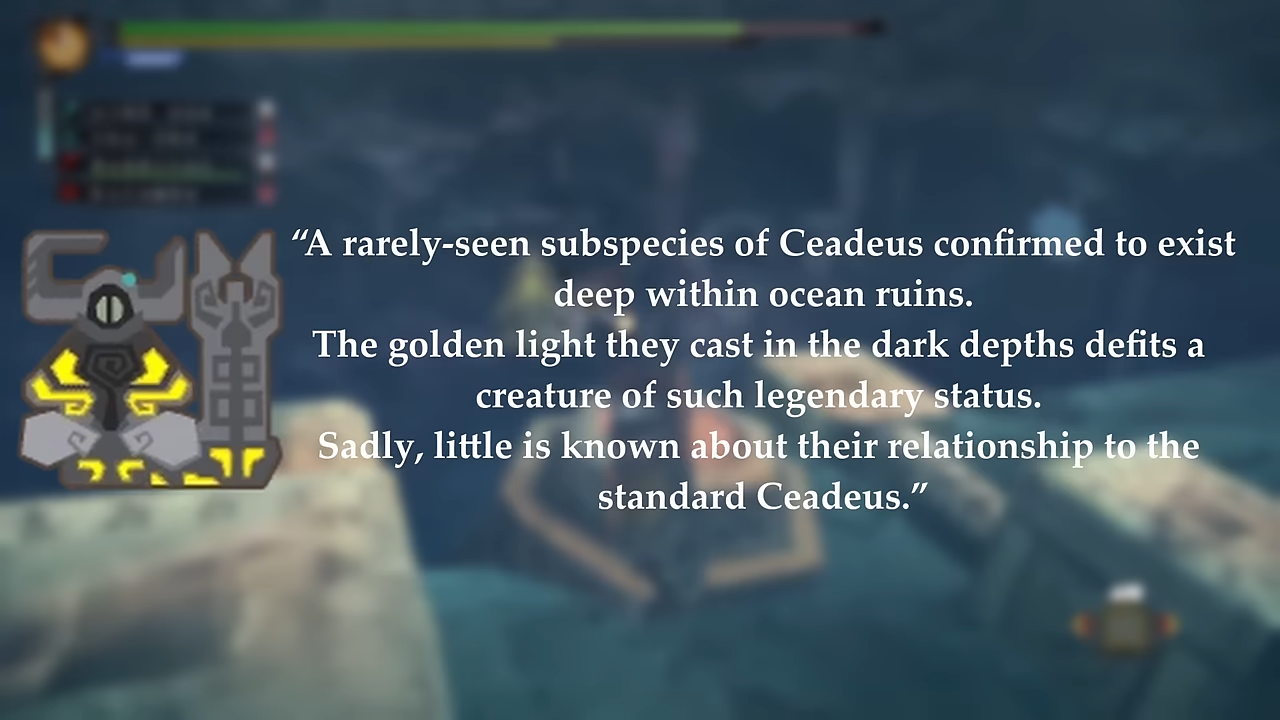 “A rarely-seen subspecies of Ceadeus confirmed to exist
deep within ocean ruins.
The golden light they cast in the dark depths defits a
creature of such legendary status.
Sadly, little is known about their relationship to the
standard Ceadeus.”